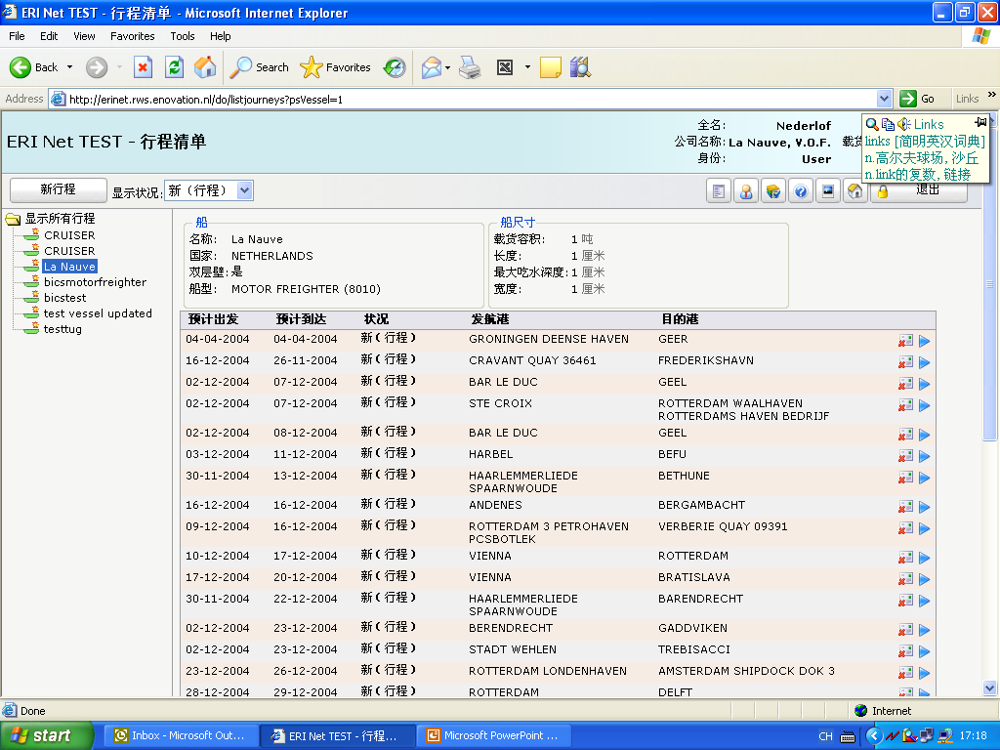 ERI Net TEST - 行程清单 - Microsoft Internet Explorer
File Edit View Favorites Tools Help
Back Search Favorites
Address http://erinet.rws.enovation.nl/do/listjourneys?psVessel=1 Go Links »
ERI Net TEST - 行程清单
全名: Nederlof
公司名称: La Nauve, V.O.F. 载货
身份: User
Links
links [简明英汉词典]
n.高尔夫球场, 沙丘
n.link的复数, 链接
新行程 显示状况: 新 (行程) 退出
显示所有行程
CRUISER
CRUISER
La Nauve
bicsmotorfreighter
bicstest
test vessel updated
testtug
船
名称: La Nauve
国家: NETHERLANDS
双层壁: 是
船型: MOTOR FREIGHTER (8010)
船尺寸
载货容积: 1 吨
长度: 1 厘米
最大吃水深度: 1 厘米
宽度: 1 厘米
预计出发 预计到达 状况 发航港 目的港
04-04-2004 04-04-2004 新 (行程) GRONINGEN DEENSE HAVEN GEER
16-12-2004 26-11-2004 新 (行程) CRAVANT QUAY 36461 FREDERIKSHAVN
02-12-2004 07-12-2004 新 (行程) BAR LE DUC GEEL
02-12-2004 07-12-2004 新 (行程) STE CROIX ROTTERDAM WAALHAVEN
ROTTERDAMS HAVEN BEDRIJF
02-12-2004 08-12-2004 新 (行程) BAR LE DUC GEEL
03-12-2004 11-12-2004 新 (行程) HARBEL BEFU
30-11-2004 13-12-2004 新 (行程) HAARLEMMERLIEDE BETHUNE
SPAARNWOUDE
16-12-2004 16-12-2004 新 (行程) ANDENES BERGAMBACHT
09-12-2004 16-12-2004 新 (行程) ROTTERDAM 3 PETROHAVEN VERBERIE QUAY 09391
PCSBOTLEK
10-12-2004 17-12-2004 新 (行程) VIENNA ROTTERDAM
17-12-2004 20-12-2004 新 (行程) VIENNA BRATISLAVA
30-11-2004 22-12-2004 新 (行程) HAARLEMMERLIEDE BARENDRECHT
SPAARNWOUDE
02-12-2004 23-12-2004 新 (行程) BERENDRECHT GADDVIKEN
02-12-2004 23-12-2004 新 (行程) STADT WEHLEN TREBISACCI
23-12-2004 26-12-2004 新 (行程) ROTTERDAM LONDENHAVEN AMSTERDAM SHIPDOCK DOK 3
28-12-2004 29-12-2004 新 (行程) ROTTERDAM DELFT
Done Internet
start Inbox - Microsoft Out... ERI Net TEST - 行程... Microsoft PowerPoint ... CH 17:18